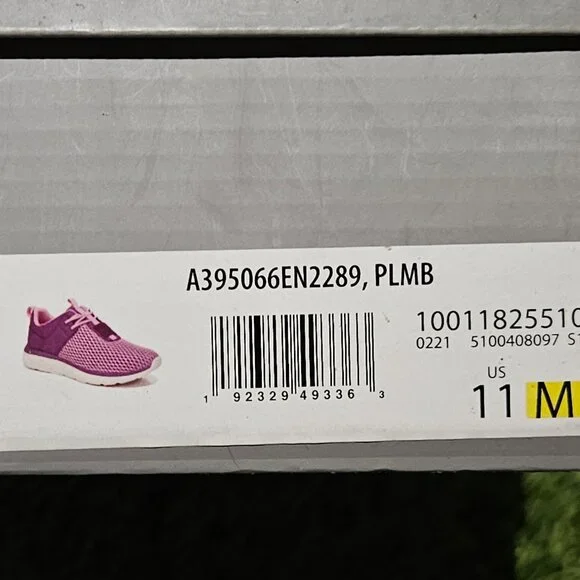 A395066EN2289, PLMB
10011825510
0221 5100408097 S
1 92329 49336 3
US
11 M